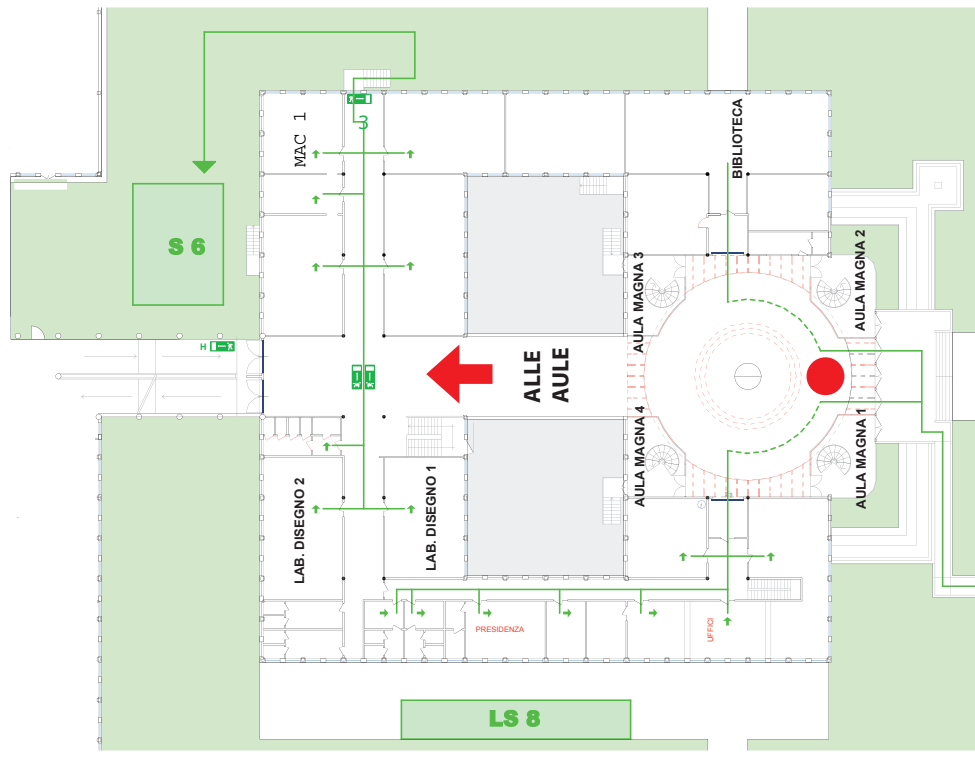 MAC 1
3
BIBLIOTECA
S 6
AULA MAGNA 3
AULA MAGNA 2
H
ALLE
AULE
AULA MAGNA 4
AULA MAGNA 1
LAB. DISEGNO 2
LAB. DISEGNO 1
PRESIDENZA
UFFICI
LS 8